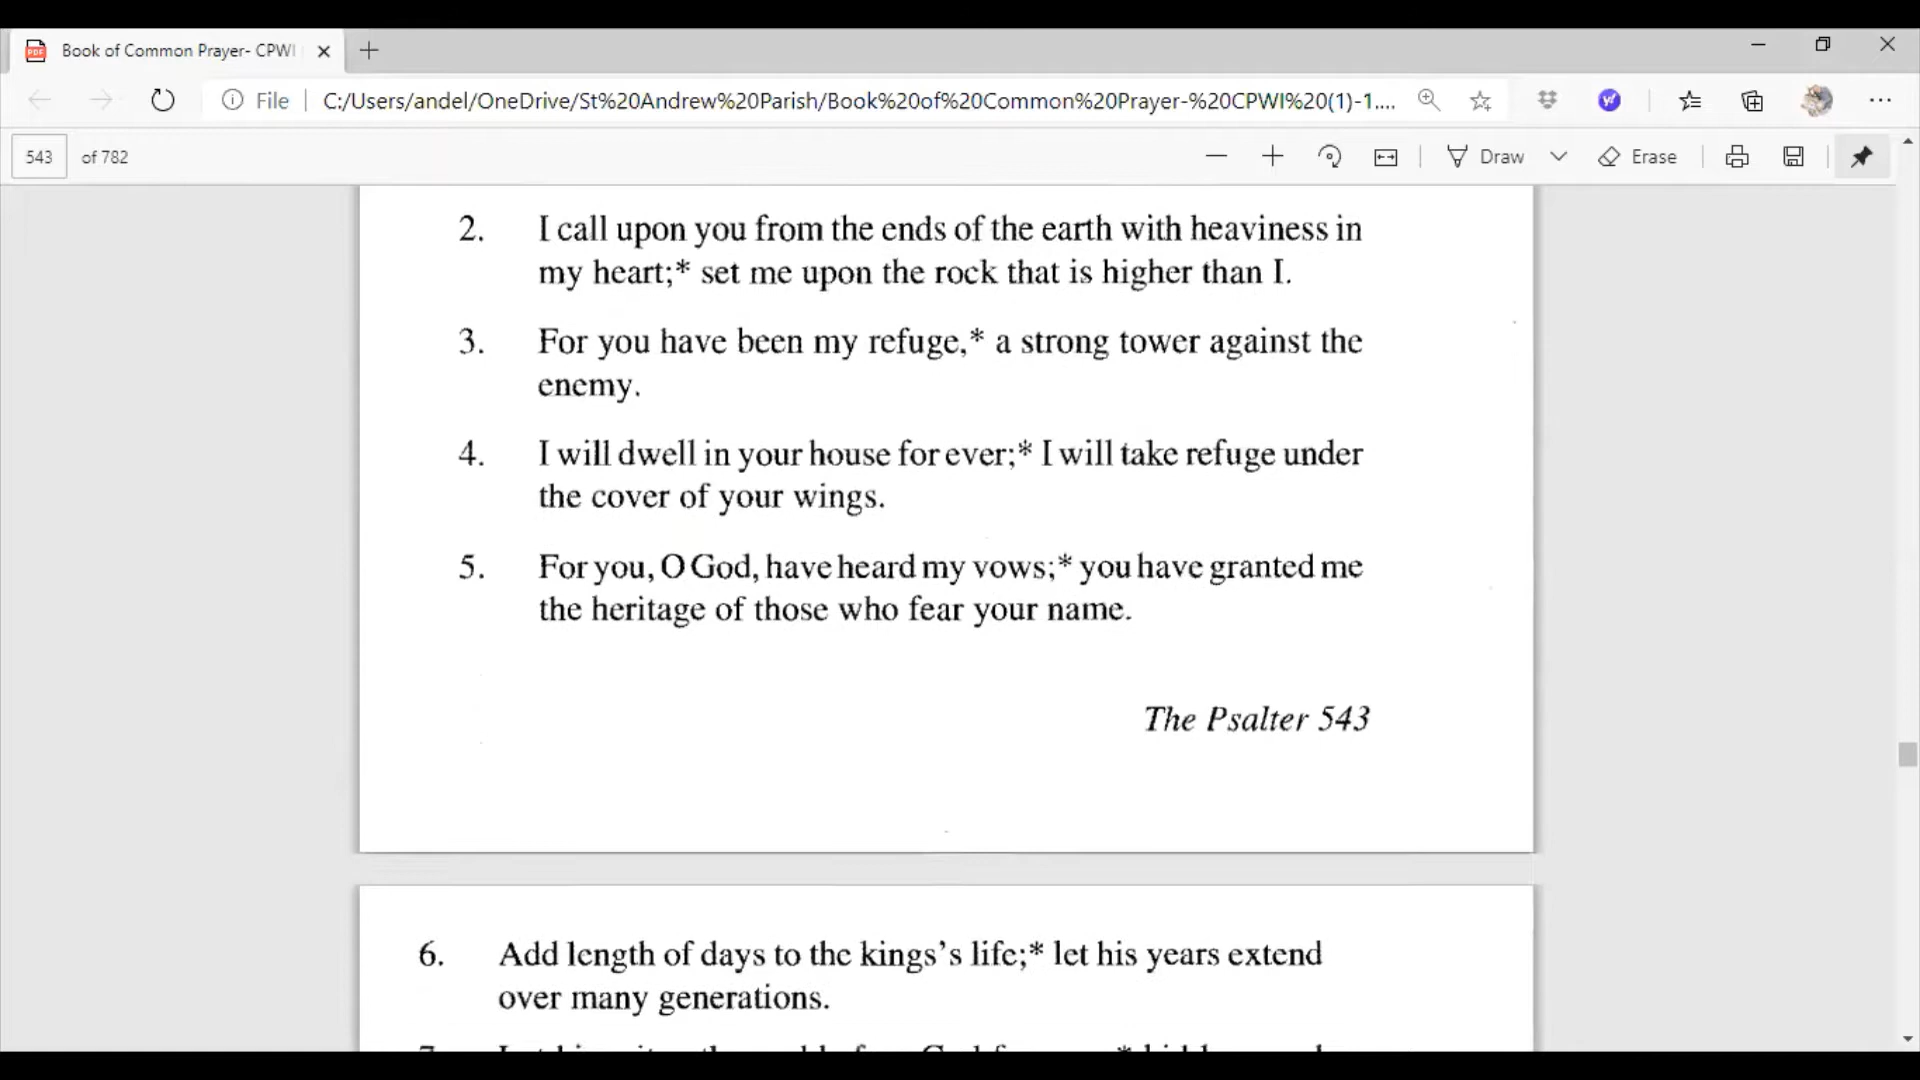 Book of Common Prayer- CPWI
File
C:/Users/andel/OneDrive/St%20Andrew%20Parish/Book%20of%20Common%20Prayer-%20CPWI%20(1)-1....
543 of 782
Draw
Erase
2. I call upon you from the ends of the earth with heaviness in
my heart;* set me upon the rock that is higher than I.
3. For you have been my refuge,* a strong tower against the
enemy.
4. I will dwell in your house for ever;* I will take refuge under
the cover of your wings.
5. For you, O God, have heard my vows;* you have granted me
the heritage of those who fear your name.
The Psalter 543
6. Add length of days to the kings's life;* let his years extend
over many generations.